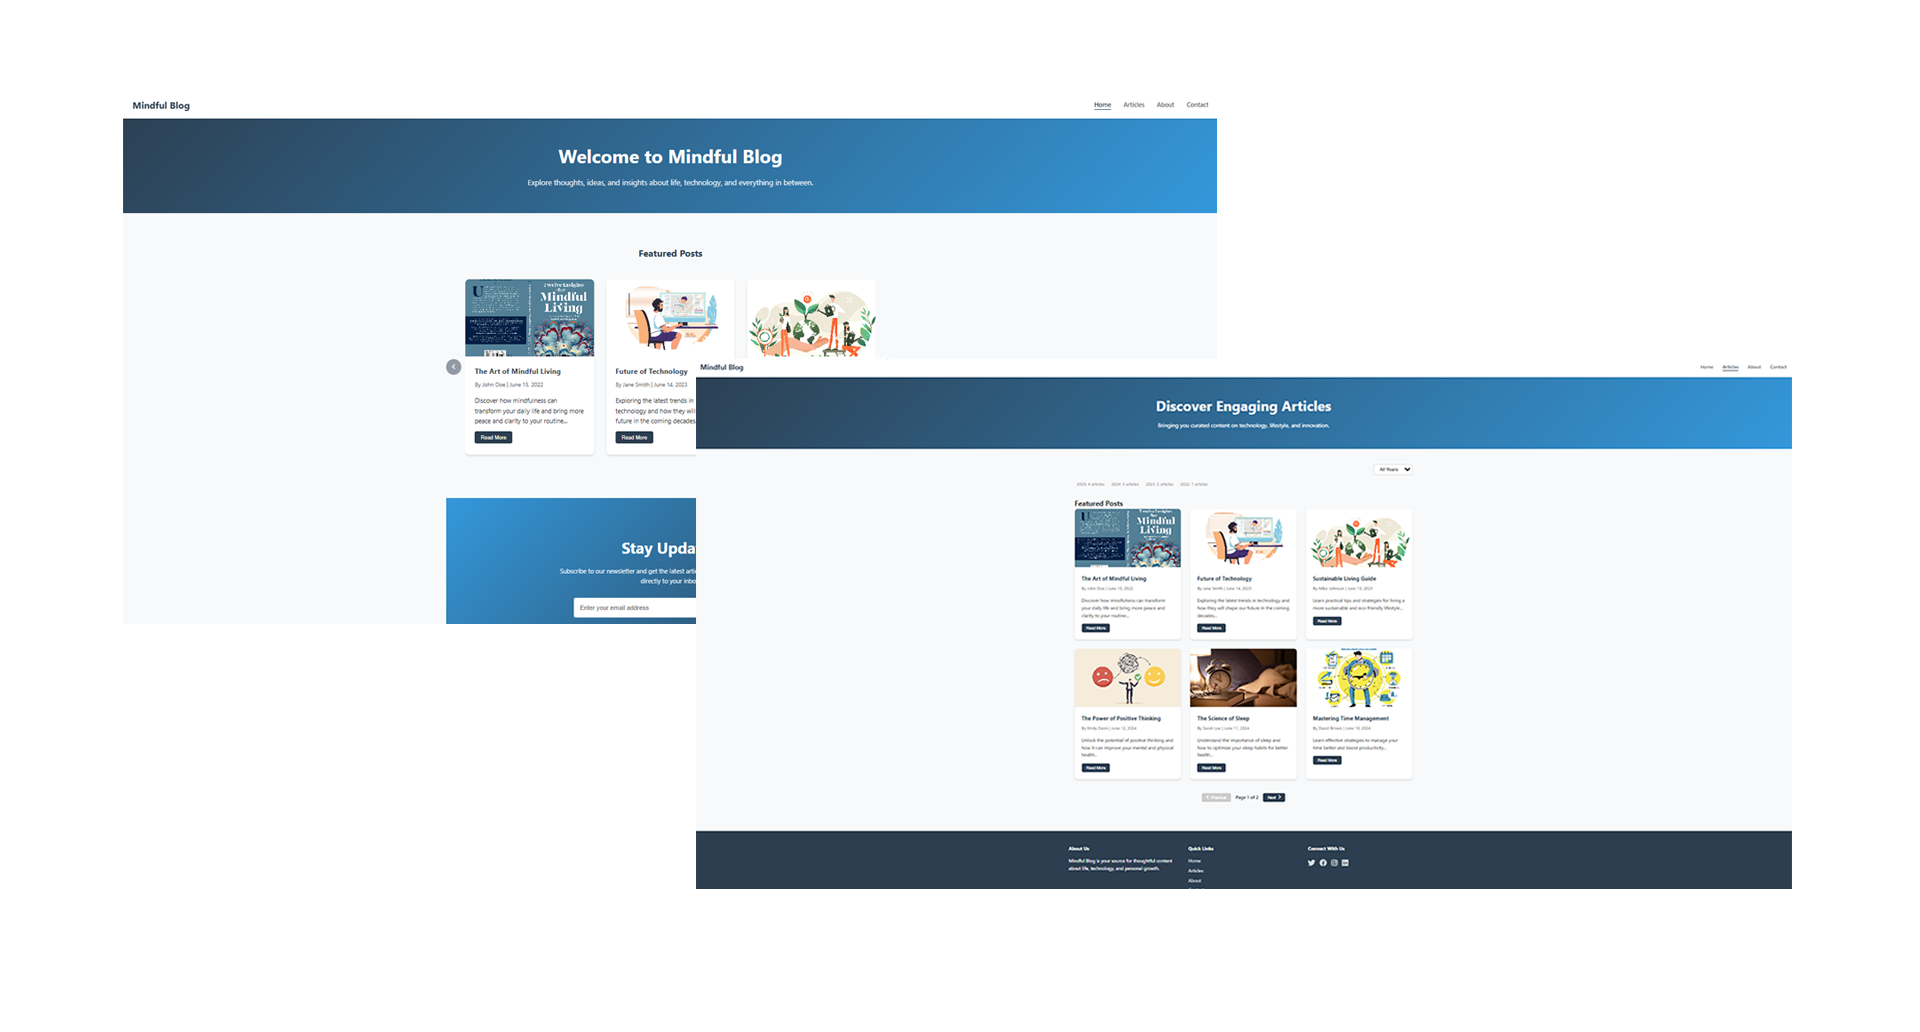 Mindful Blog
Home
Articles
About
Contact
Welcome to Mindful Blog
Explore thoughts, ideas, and insights about life, technology, and everything in between.
Featured Posts
Mindful
Living
The Art of Mindful Living
By John Doe | June 15, 2022
Discover how mindfulness can
transform your daily life and bring more
peace and clarity to your routine...
Read More
Future of Technology
By Jane Smith | June 14, 2023
Exploring the latest trends in
technology and how they will
future in the coming decades
Read More
Stay Upda
Subscribe to our newsletter and get the latest arti
directly to your inbo
Enter your email address
Mindful Blog
Home
Articles
About
Contact
Discover Engaging Articles
Bringing you curated content on technology, lifestyle, and innovation.
All Years
2025: 4 articles
2024: 3 articles
2023: 2 articles
2022: 1 articles
Featured Posts
Mindful
Living
The Art of Mindful Living
By John Doe | June 15, 2022
Discover how mindfulness can transform
your daily life and bring more peace and
clarity to your routine...
Read More
Future of Technology
By Jane Smith | June 14, 2023
Exploring the latest trends in technology and
how they will shape our future in the coming
decades...
Read More
Sustainable Living Guide
By Mike Johnson | June 13, 2023
Learn practical tips and strategies for living a
more sustainable and eco-friendly lifestyle...
Read More
The Power of Positive Thinking
By Emily Davis | June 12, 2024
Unlock the potential of positive thinking and
how it can improve your mental and physical
health...
Read More
The Science of Sleep
By Sarah Lee | June 11, 2024
Understand the importance of sleep and
how to optimize your sleep habits for better
health...
Read More
Mastering Time Management
By David Brown | June 10, 2024
Learn effective strategies to manage your
time better and boost productivity...
Read More
Previous
Page 1 of 2
Next
About Us
Mindful Blog is your source for thoughtful content
about life, technology, and personal growth.
Quick Links
Home
Articles
About
Connect With Us